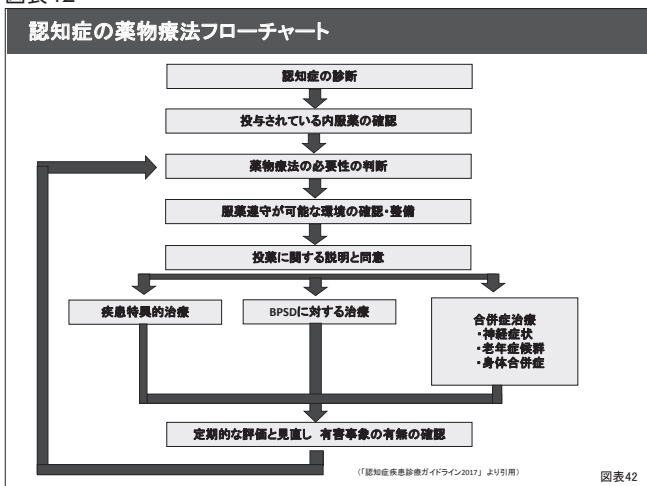 認知症の薬物療法フローチャート
認知症の診断
投与されている内服薬の確認
薬物療法の必要性の判断
服薬遵守が可能な環境の確認・整備
投薬に関する説明と同意
疾患特異的治療
BPSDに対する治療
合併症治療
・神経症状
・老年症候群
・身体合併症
定期的な評価と見直し 有害事象の有無の確認
(「認知症疾患診療ガイドライン2017」より引用)
図表42